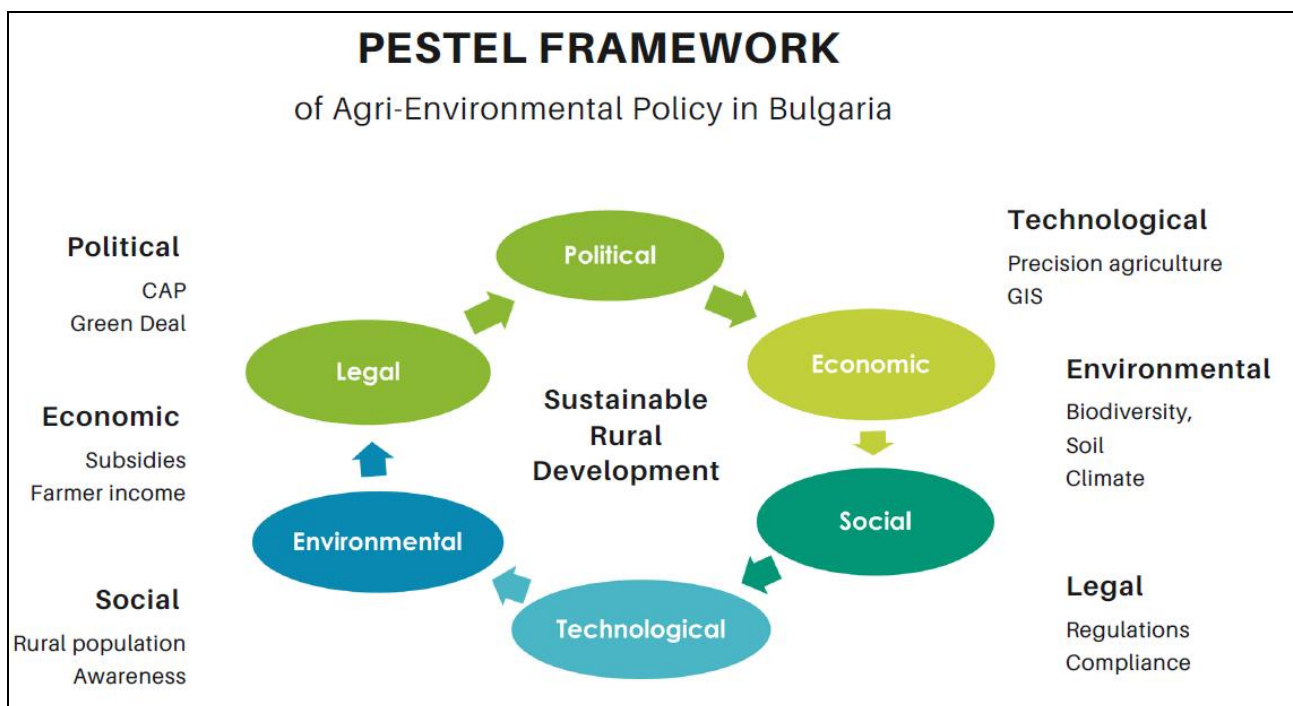 PESTEL FRAMEWORK
of Agri-Environmental Policy in Bulgaria
Political
CAP
Green Deal
Economic
Subsidies
Farmer income
Social
Rural population
Awareness
Political
Economic
Social
Technological
Environmental
Legal
Sustainable
Rural
Development
Technological
Precision agriculture
GIS
Environmental
Biodiversity,
Soil
Climate
Legal
Regulations
Compliance